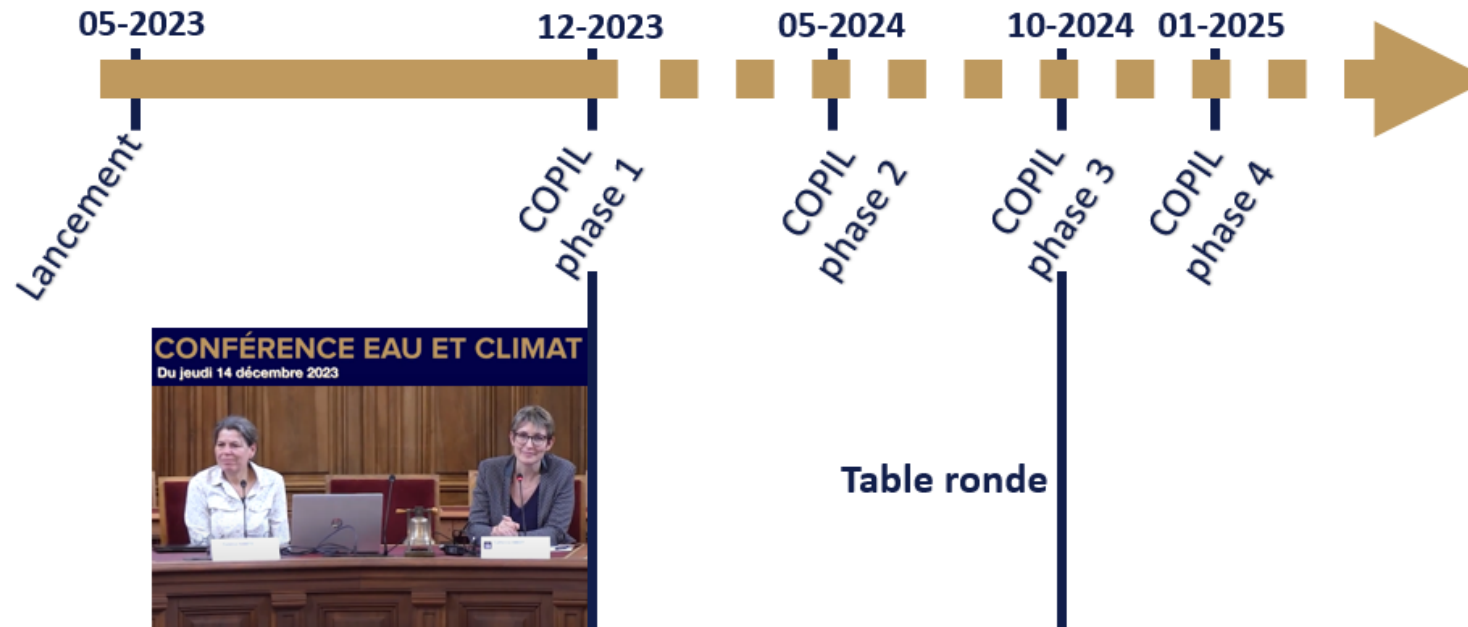 05-2023
12-2023
05-2024
10-2024
01-2025
Lancement
COPIL
phase 1
COPIL
phase 2
COPIL
phase 3
COPIL
phase 4
CONFÉRENCE EAU ET CLIMAT
Du jeudi 14 décembre 2023
Table ronde